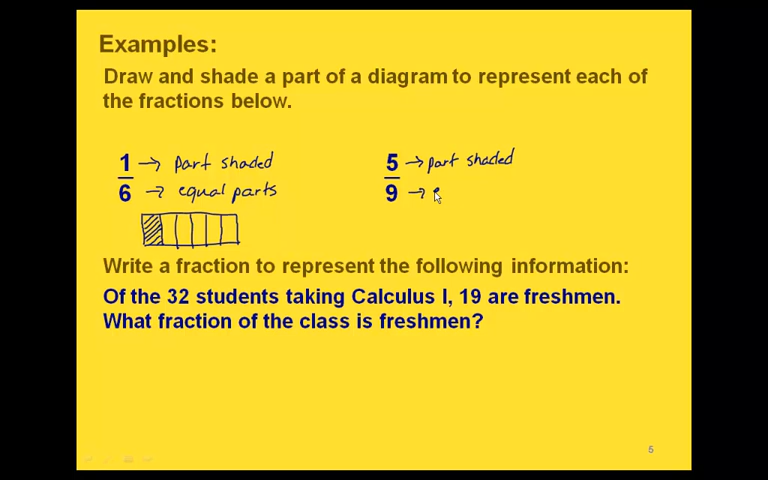 Examples:
Draw and shade a part of a diagram to represent each of
the fractions below.
1 → part shaded
6 → equal parts
5 → part shaded
9 →
Write a fraction to represent the following information:
Of the 32 students taking Calculus I, 19 are freshmen.
What fraction of the class is freshmen?
5